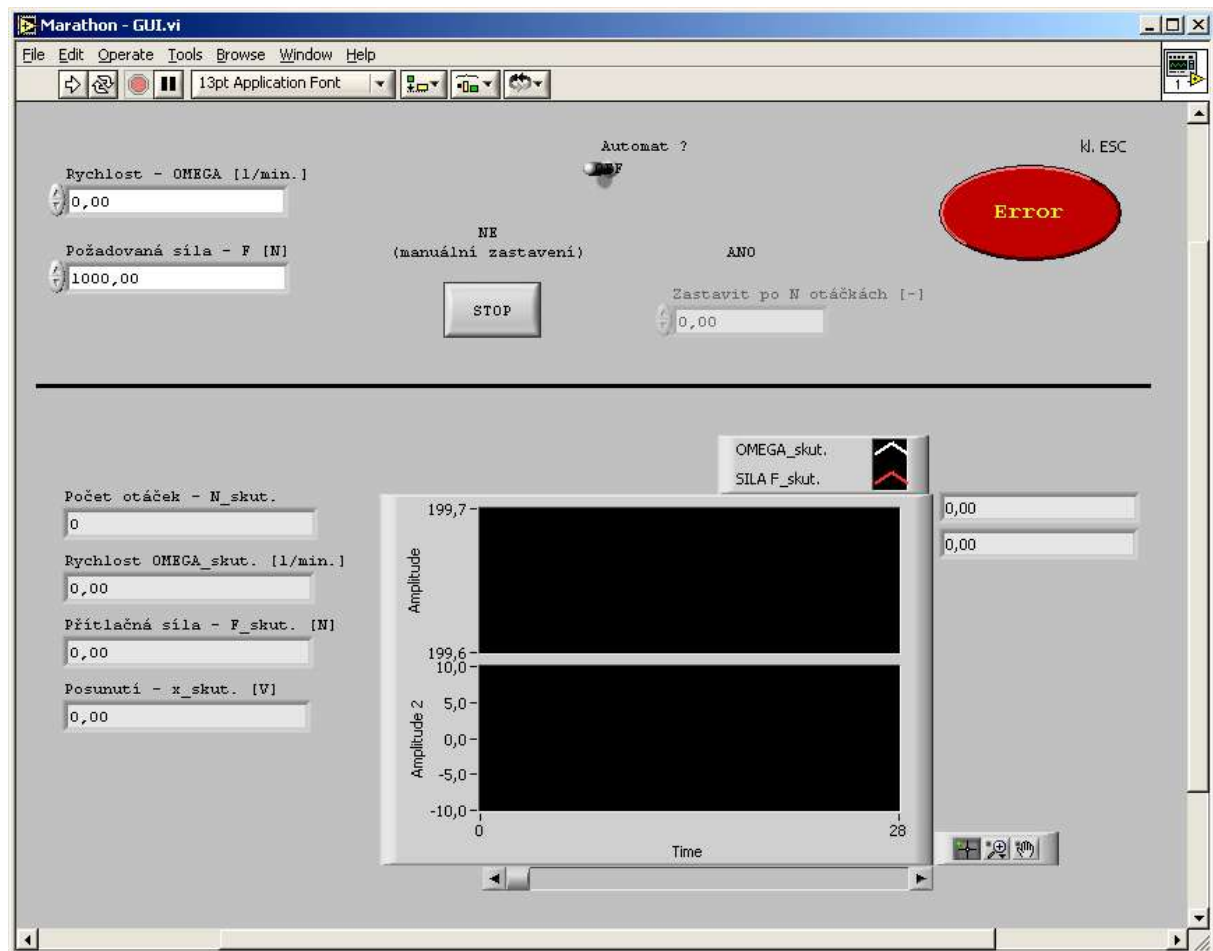 Marathon - GUI.vi
File Edit Operate Tools Browse Window Help
13pt Application Font
1
Automat ?
kl. ESC
Rychlost - OMEGA [1/min.]
0,00
Error
Požadovaná síla - F [N]
1000,00
NE
(manuální zastavení)
ANO
STOP
Zastavit po N otáčkách [-]
0,00
OMEGA_skut.
SILA F_skut.
Počet otáček - N_skut.
0
Rychlost OMEGA_skut. [1/min.]
0,00
Přítlačná síla - F_skut. [N]
0,00
Posunutí - x_skut. [V]
0,00
199,7
Amplitude
199,6
10,0
5,0
Amplitude 2
0,0
-5,0
-10,0
0
28
Time
0,00
0,00